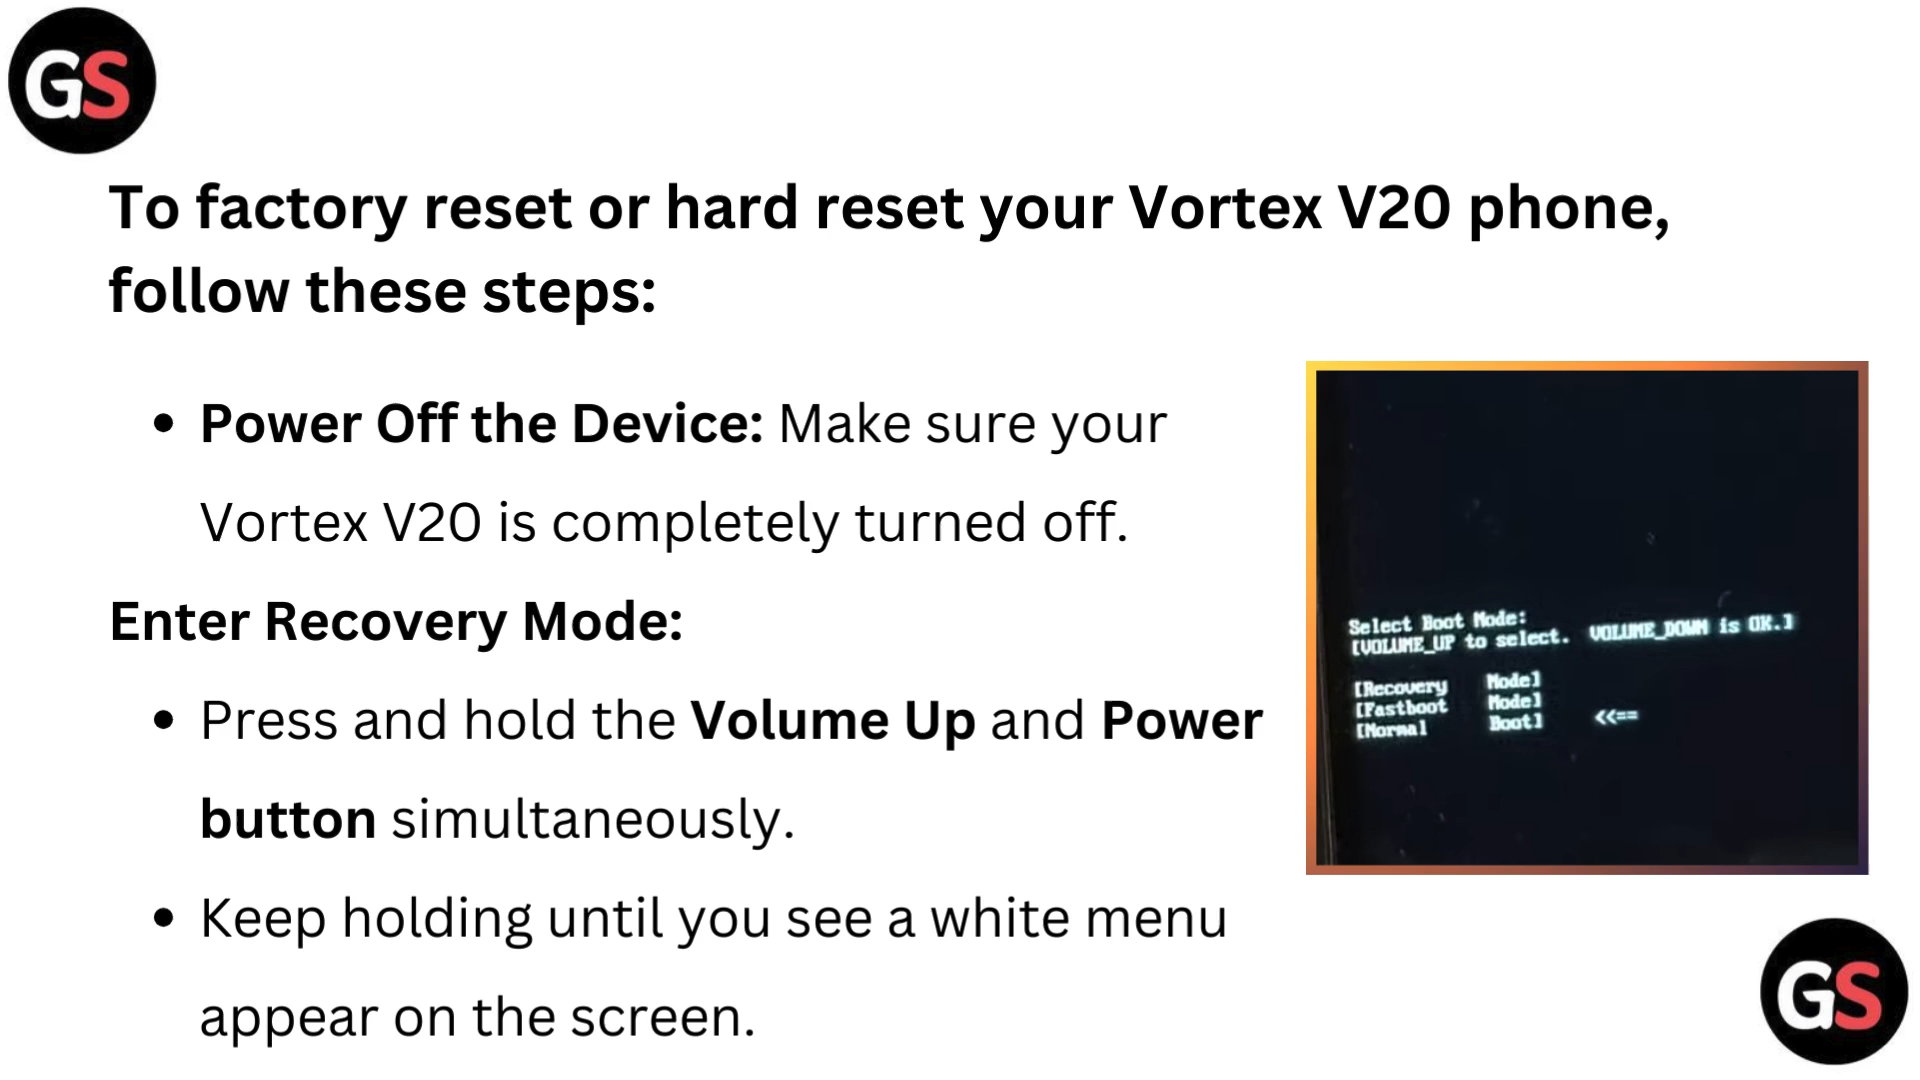 GS
To factory reset or hard reset your Vortex V20 phone,
follow these steps:
• Power Off the Device: Make sure your
Vortex V20 is completely turned off.
Enter Recovery Mode:
• Press and hold the Volume Up and Power
button simultaneously.
• Keep holding until you see a white menu
appear on the screen.
Select Boot Mode:
[VOLUME_UP to select. VOLUME_DOWN is OK.]
[Recovery Mode]
[Fastboot Mode]
[Normal Boot] <<==
GS